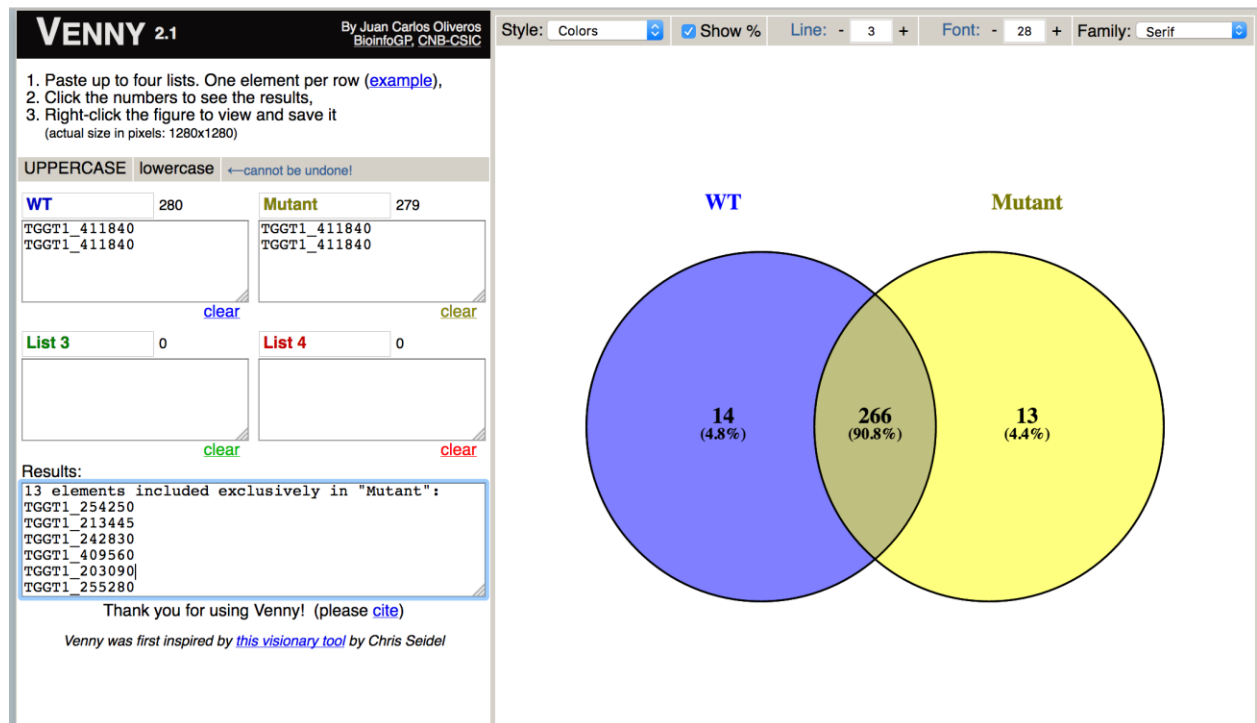 VENNY 2.1
By Juan Carlos Oliveros
BioinfoGP, CNB-CSIC
1. Paste up to four lists. One element per row (example),
2. Click the numbers to see the results,
3. Right-click the figure to view and save it
(actual size in pixels: 1280x1280)
UPPERCASE lowercase ←cannot be undone!
WT 280 Mutant 279
TGGT1_411840 TGGT1_411840
TGGT1_411840 TGGT1_411840
clear clear
List 3 0 List 4 0
clear clear
Results:
13 elements included exclusively in "Mutant":
TGGT1_254250
TGGT1_213445
TGGT1_242830
TGGT1_409560
TGGT1_203090
TGGT1_255280
Thank you for using Venny! (please cite)
Venny was first inspired by this visionary tool by Chris Seidel
Style: Colors Show % Line: - 3 + Font: - 28 + Family: Serif
WT Mutant
14 266 13
(4.8%) (90.8%) (4.4%)